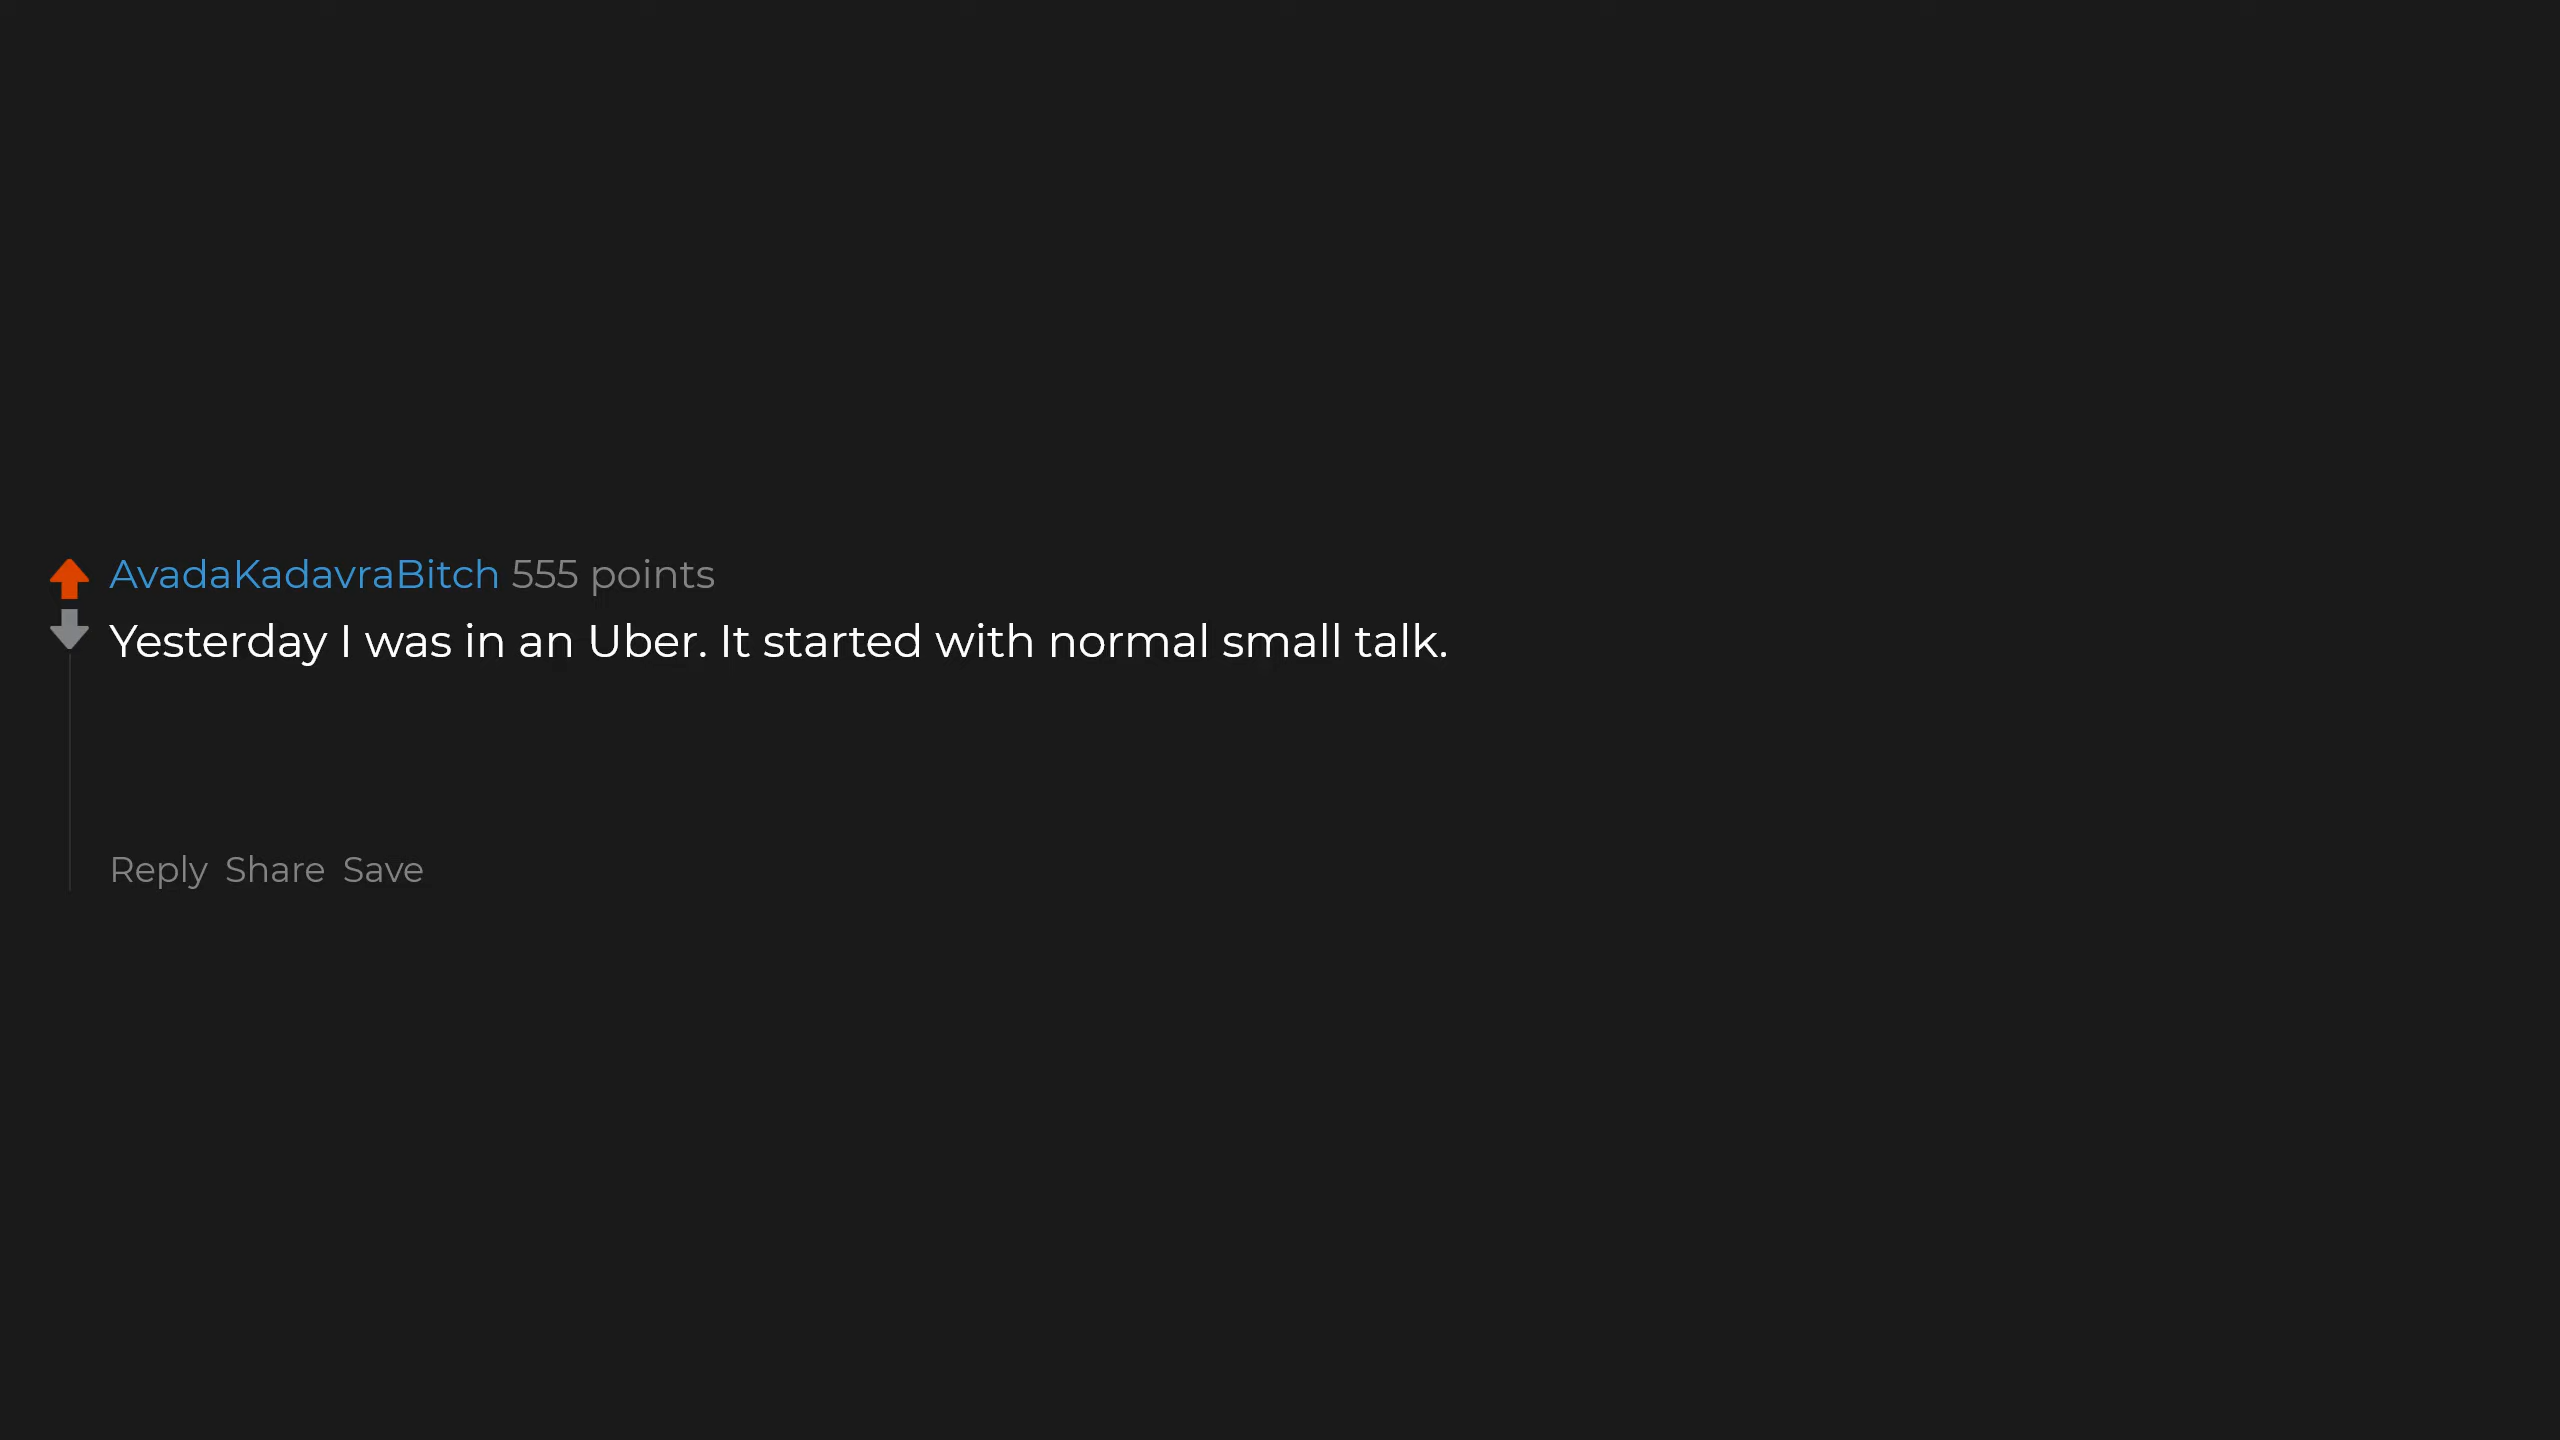 AvadaKadavraBitch 555 points
Yesterday I was in an Uber. It started with normal small talk.
Reply Share Save